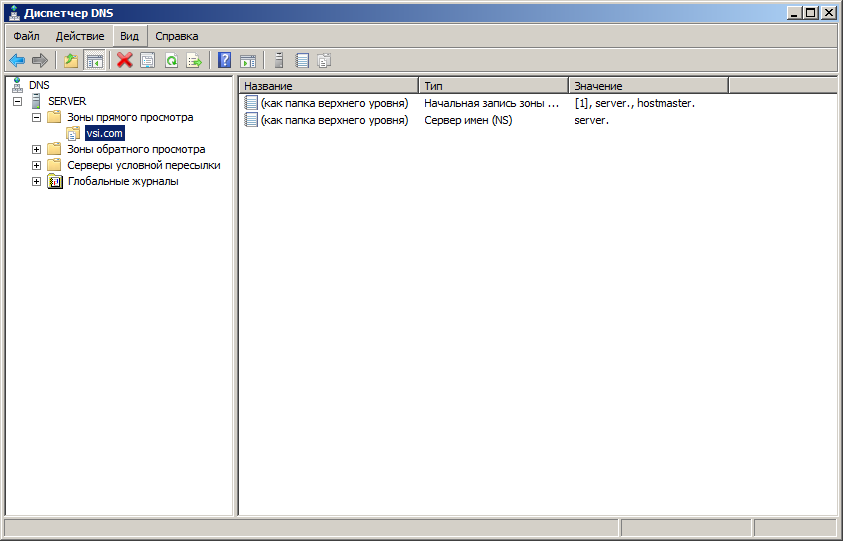 Диспетчер DNS
Файл Действие Вид Справка
DNS
SERVER
Зоны прямого просмотра
vsi.com
Зоны обратного просмотра
Серверы условной пересылки
Глобальные журналы
Название Тип Значение
(как папка верхнего уровня) Начальная запись зоны ... [1], server., hostmaster.
(как папка верхнего уровня) Сервер имен (NS) server.